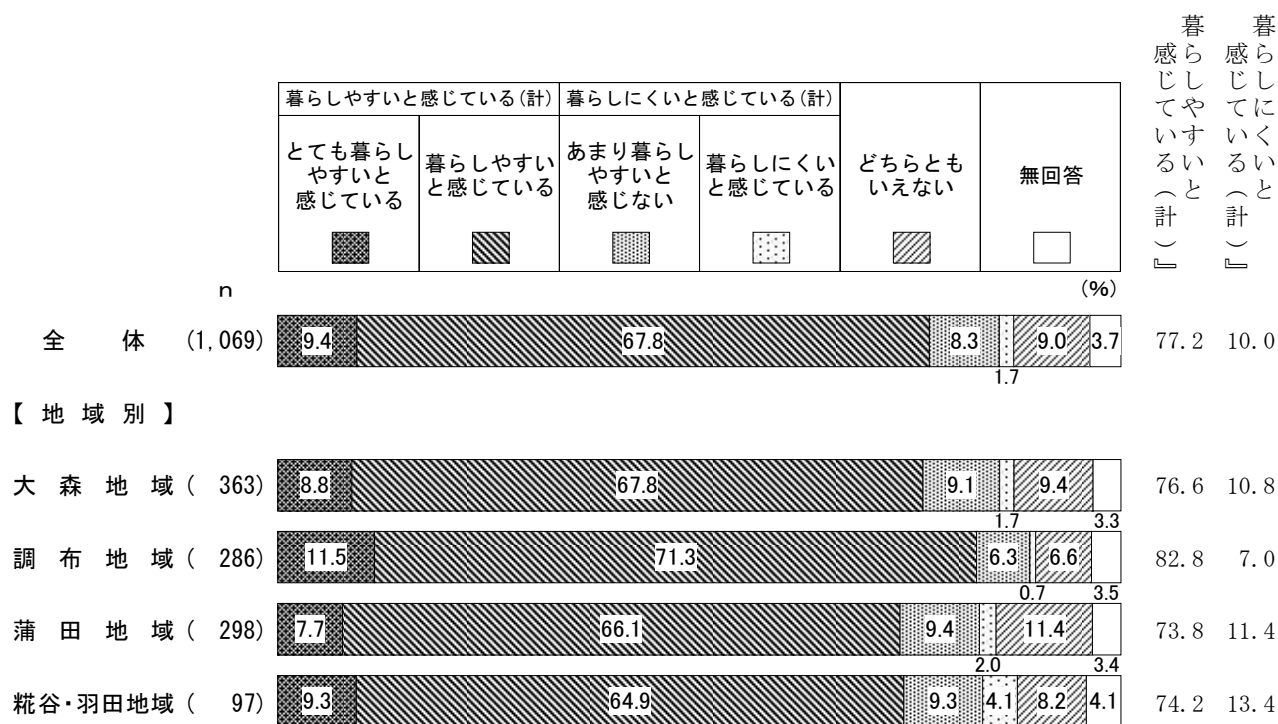 暮らしやすいと
感じている(計)』
暮らしにくいと
感じている(計)』
暮らしやすいと感じている(計)
暮らしにくいと感じている(計)
とても暮らし
やすいと
感じている
暮らしやすい
と感じている
あまり暮らし
やすいと
感じない
暮らしにくい
と感じている
どちらとも
いえない
無回答
n
(%)
全 体 (1,069) 9.4 67.8 8.3 1.7 9.0 3.7 77.2 10.0
【地域別】
大森地域 ( 363) 8.8 67.8 9.1 1.7 9.4 3.3 76.6 10.8
調布地域 ( 286) 11.5 71.3 6.3 0.7 6.6 3.5 82.8 7.0
蒲田地域 ( 298) 7.7 66.1 9.4 2.0 11.4 3.4 73.8 11.4
糀谷・羽田地域 ( 97) 9.3 64.9 9.3 4.1 8.2 4.1 74.2 13.4